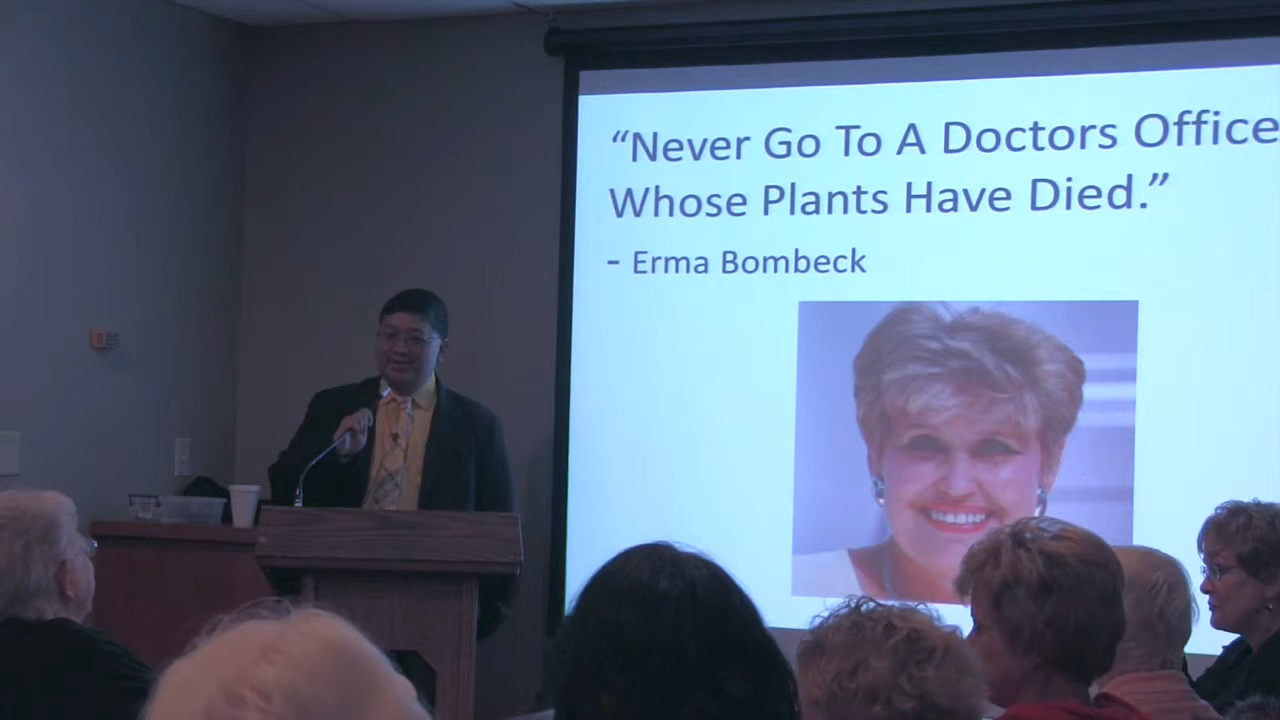 “Never Go To A Doctors Office
Whose Plants Have Died.”
- Erma Bombeck